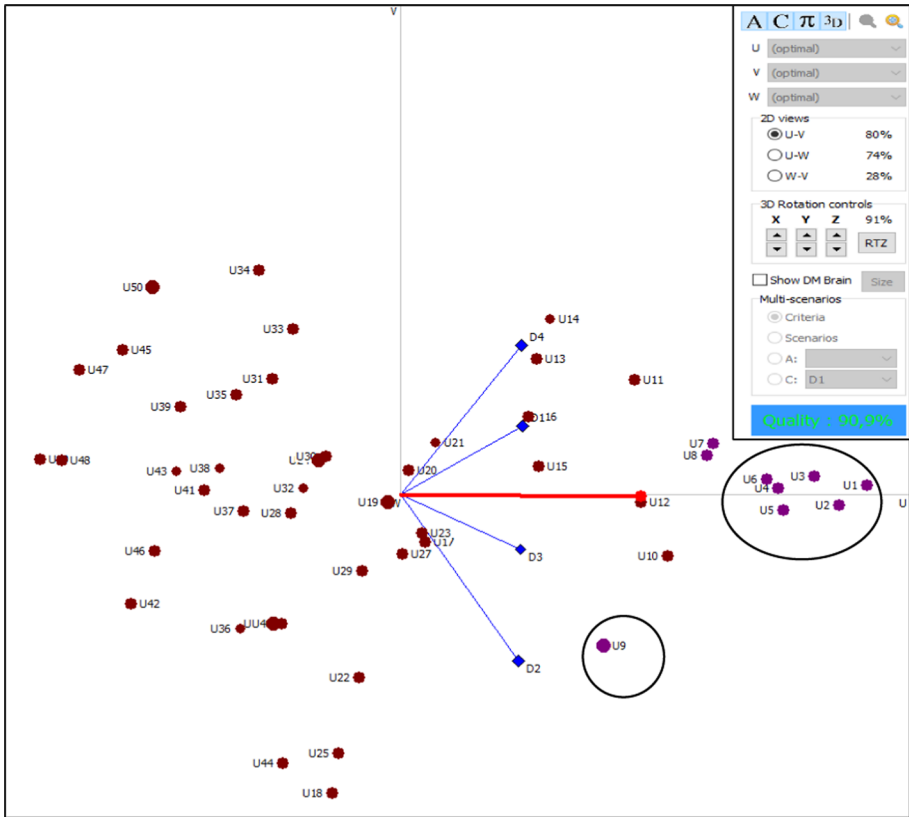 V
A C π 3D
U (optimal)
V (optimal)
W (optimal)
2D views
U-V 80%
U-W 74%
W-V 28%
3D Rotation controls
X Y Z 91%
RTZ
Show DM Brain Size
Multi-scenarios
Criteria
Scenarios
A:
C: D1
Quality : 90,9%
U34
U50
U14
U33
D4
U45
U13
U47
U31
U11
U35
U39
D1
16
U21
U7
U30
U8
U48
U43
U38
U20
U15
U6
U3
U4
U1
U41
U32
U19
W
U12
U5
U2
U
U37
U28
U23
U17
U46
U27
D3
U10
U29
U42
U36
U9
U22
D2
U25
U44
U18